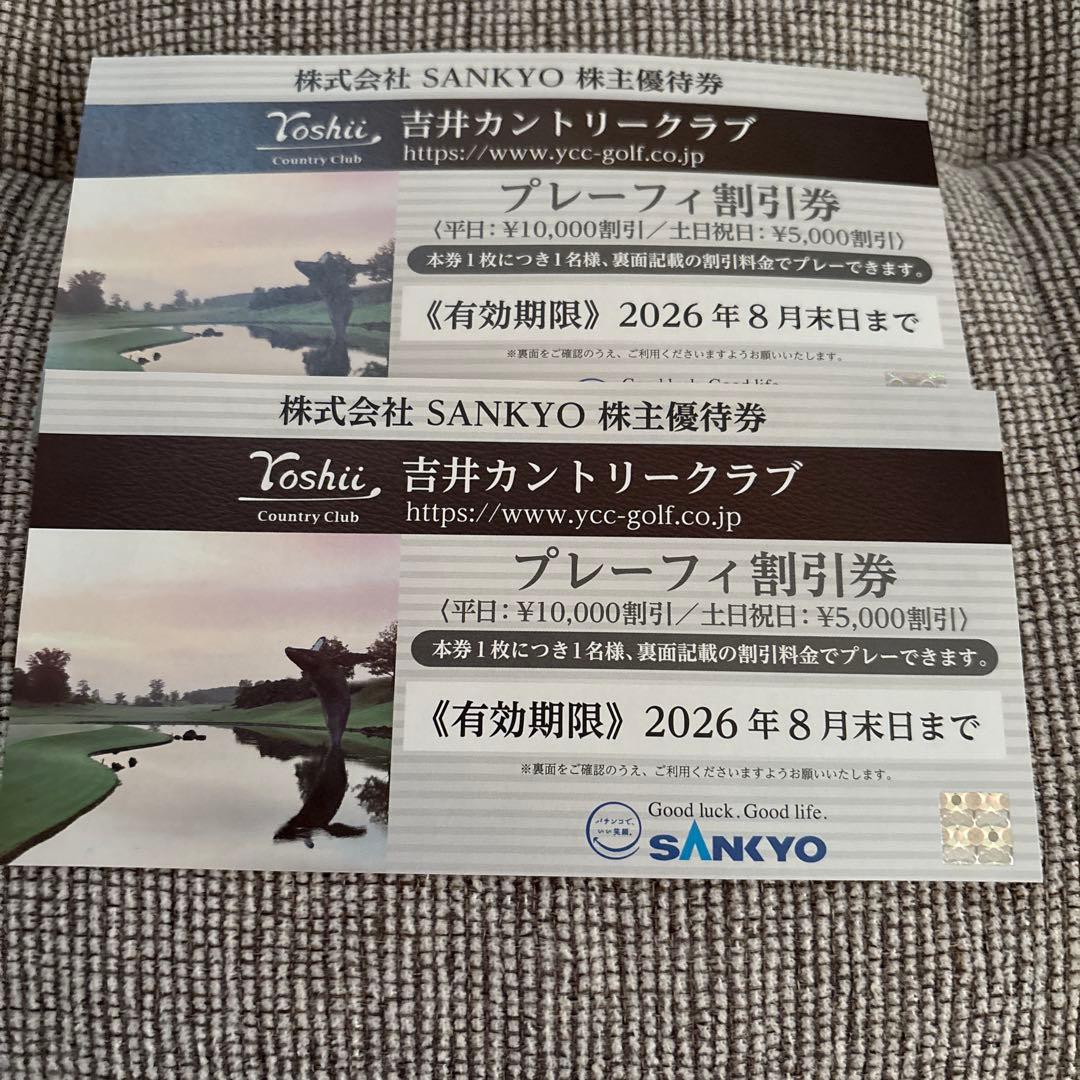 株式会社 SANKYO 株主優待券
Yoshii
Country Club
吉井カントリークラブ
https://www.ycc-golf.co.jp
プレーフィ割引券
〈平日：¥10,000割引／土日祝日：¥5,000割引〉
本券1枚につき1名様、裏面記載の割引料金でプレーできます。
《有効期限》2026年8月末日まで
※裏面をご確認のうえ、ご利用くださいますようお願いいたします。
Good luck. Good life.
株式会社 SANKYO 株主優待券
Yoshii
Country Club
吉井カントリークラブ
https://www.ycc-golf.co.jp
プレーフィ割引券
〈平日：¥10,000割引／土日祝日：¥5,000割引〉
本券1枚につき1名様、裏面記載の割引料金でプレーできます。
《有効期限》2026年8月末日まで
※裏面をご確認のうえ、ご利用くださいますようお願いいたします。
パチンコで、
いい笑顔。
Good luck. Good life.
SANKYO